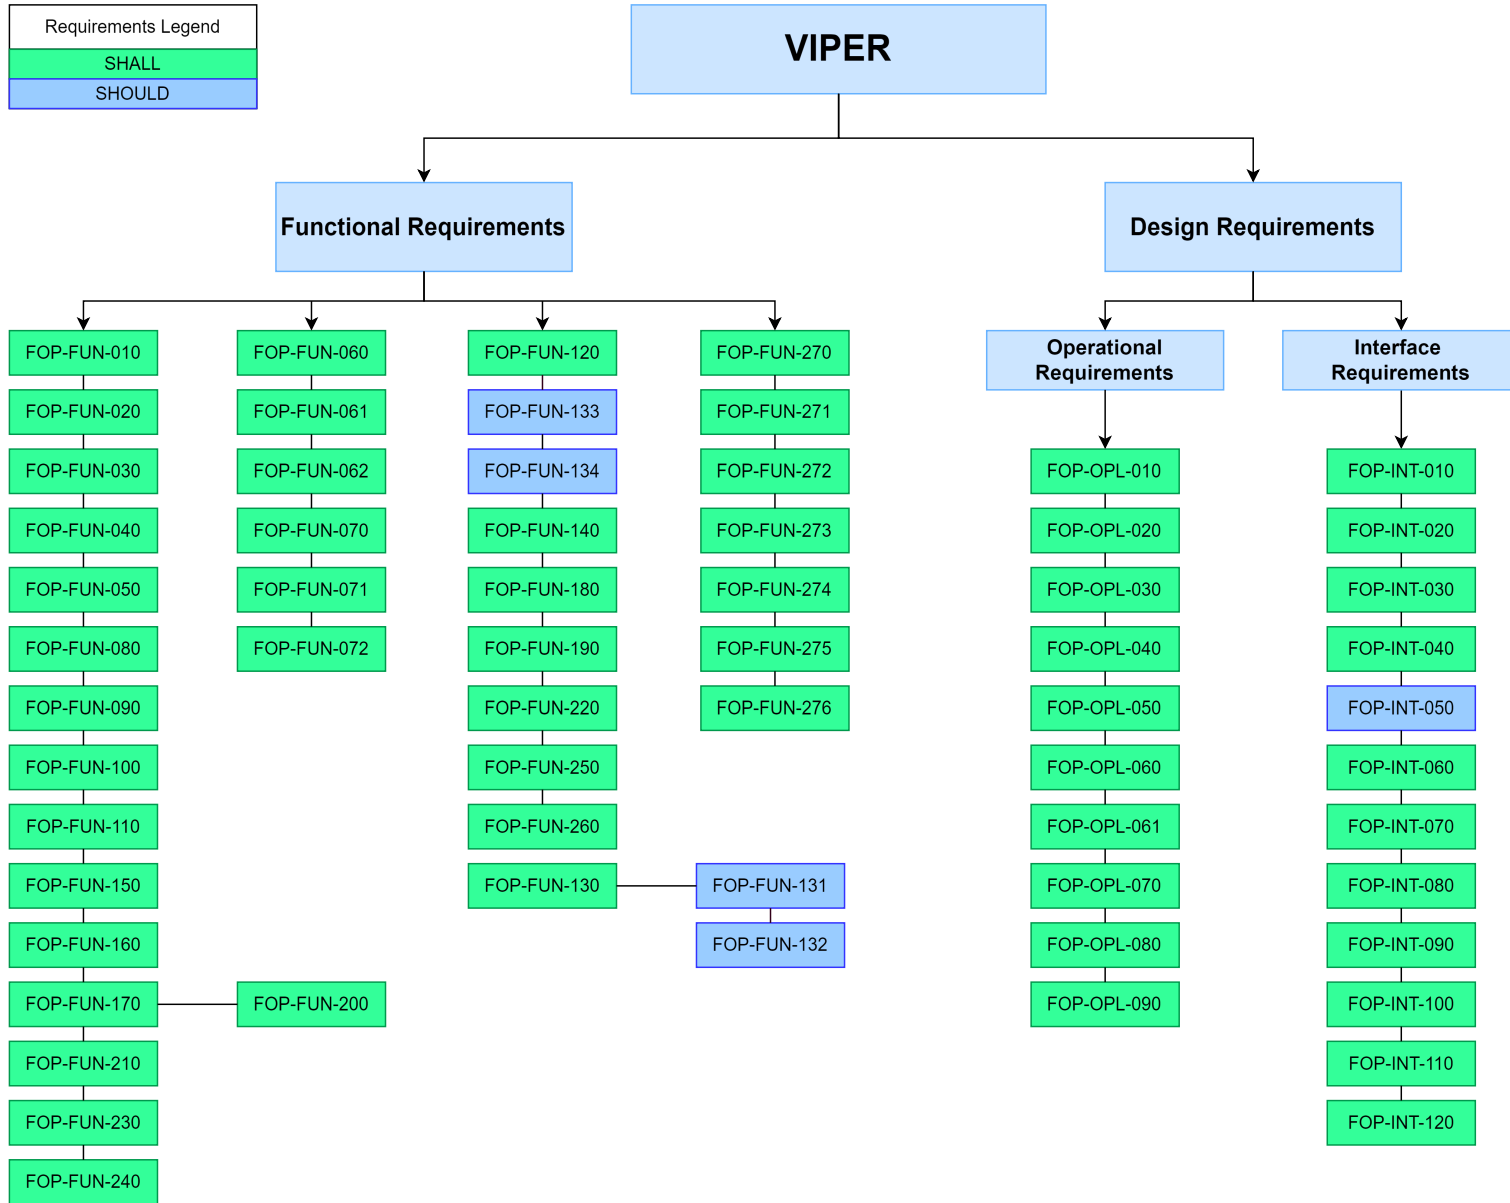 Requirements Legend
SHALL
SHOULD
VIPER
Functional Requirements
Design Requirements
FOP-FUN-010
FOP-FUN-020
FOP-FUN-030
FOP-FUN-040
FOP-FUN-050
FOP-FUN-080
FOP-FUN-090
FOP-FUN-100
FOP-FUN-110
FOP-FUN-150
FOP-FUN-160
FOP-FUN-170
FOP-FUN-200
FOP-FUN-210
FOP-FUN-230
FOP-FUN-240
FOP-FUN-060
FOP-FUN-061
FOP-FUN-062
FOP-FUN-070
FOP-FUN-071
FOP-FUN-072
FOP-FUN-120
FOP-FUN-133
FOP-FUN-134
FOP-FUN-140
FOP-FUN-180
FOP-FUN-190
FOP-FUN-220
FOP-FUN-250
FOP-FUN-260
FOP-FUN-130
FOP-FUN-131
FOP-FUN-132
FOP-FUN-270
FOP-FUN-271
FOP-FUN-272
FOP-FUN-273
FOP-FUN-274
FOP-FUN-275
FOP-FUN-276
Operational
Requirements
FOP-OPL-010
FOP-OPL-020
FOP-OPL-030
FOP-OPL-040
FOP-OPL-050
FOP-OPL-060
FOP-OPL-061
FOP-OPL-070
FOP-OPL-080
FOP-OPL-090
Interface
Requirements
FOP-INT-010
FOP-INT-020
FOP-INT-030
FOP-INT-040
FOP-INT-050
FOP-INT-060
FOP-INT-070
FOP-INT-080
FOP-INT-090
FOP-INT-100
FOP-INT-110
FOP-INT-120